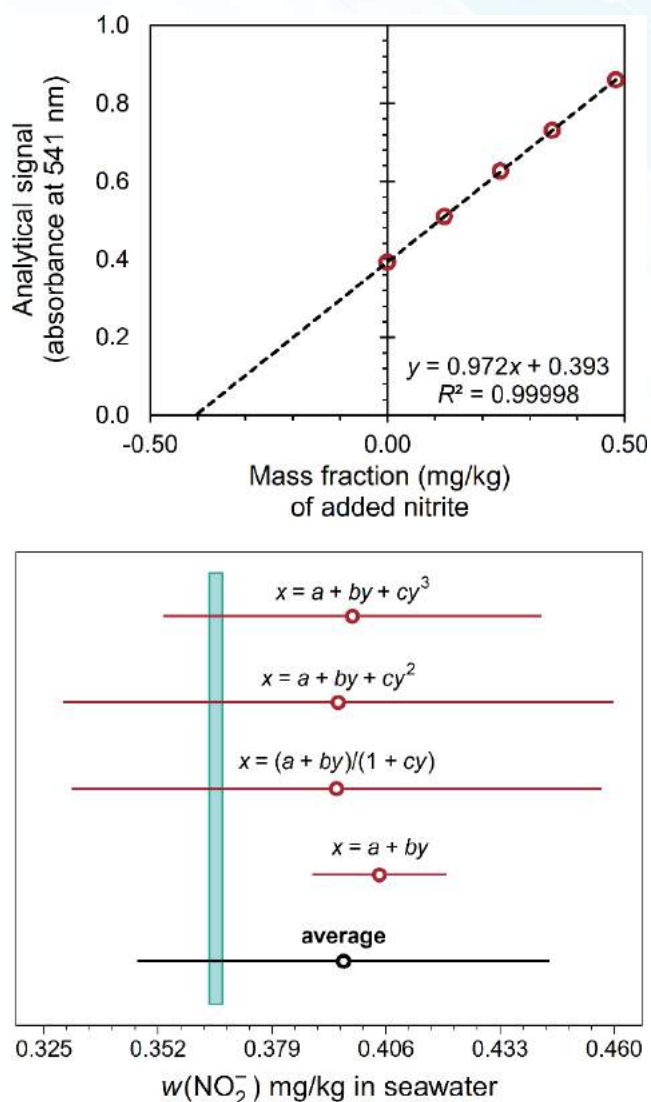 1.0
0.8
0.6
0.4
0.2
0.0
Analytical signal
(absorbance at 541 nm)
y = 0.972x + 0.393
R² = 0.99998
-0.50 0.00 0.50
Mass fraction (mg/kg)
of added nitrite
x = a + by + cy³
x = a + by + cy²
x = (a + by)/(1 + cy)
x = a + by
average
0.325 0.352 0.379 0.406 0.433 0.460
w(NO₂⁻) mg/kg in seawater